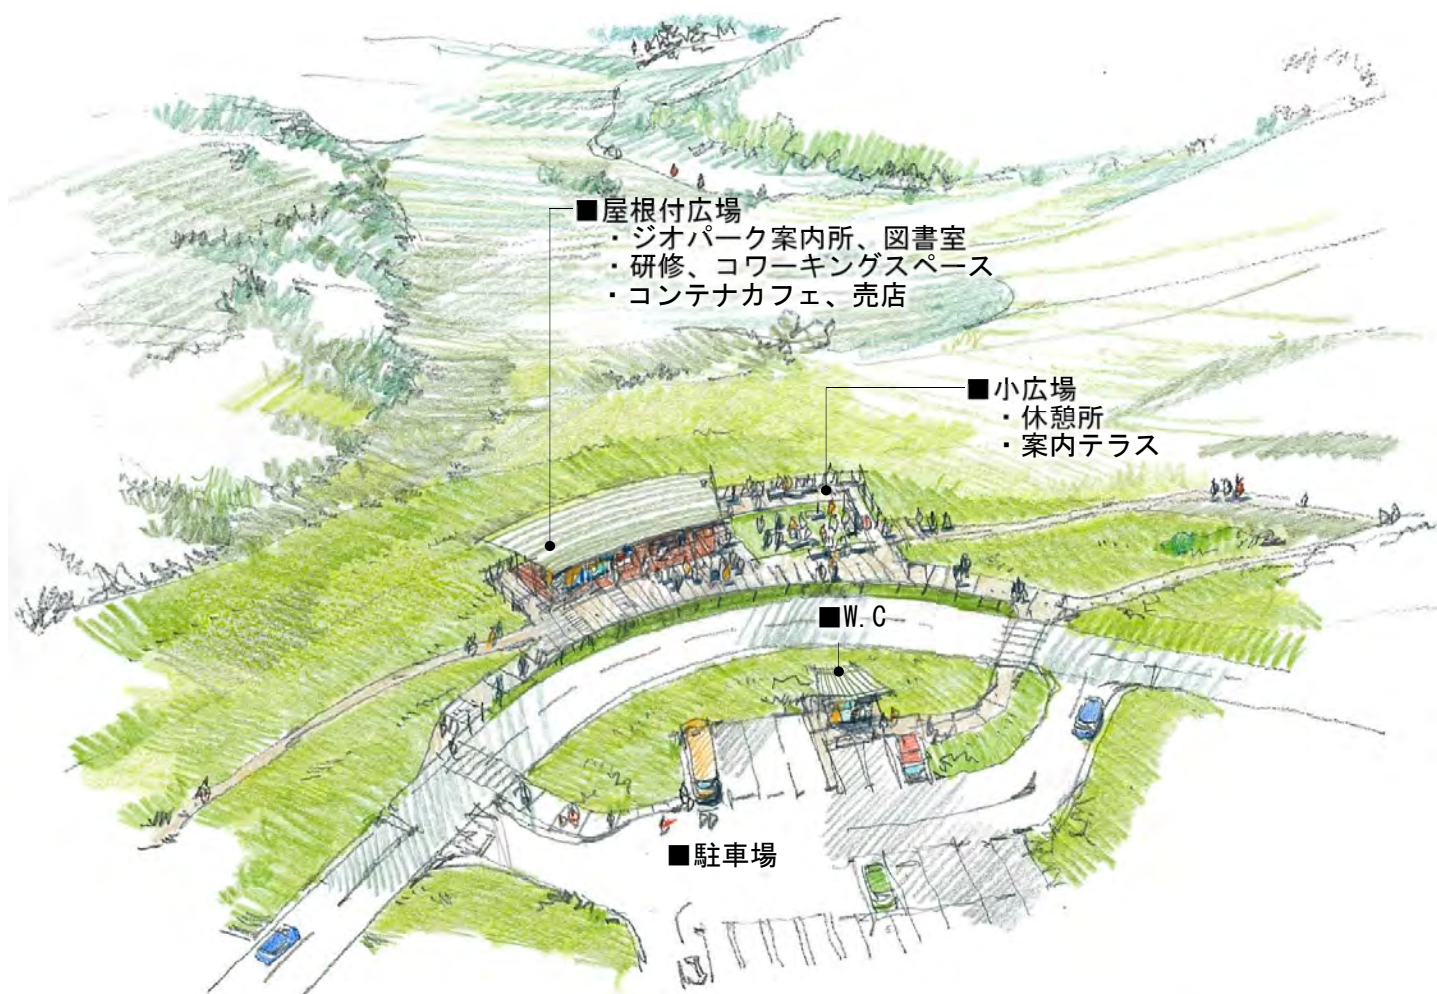 ■屋根付広場
・ジオパーク案内所、図書室
・研修、コワーキングスペース
・コンテナカフェ、売店
■小広場
・休憩所
・案内テラス
■W.C
■駐車場